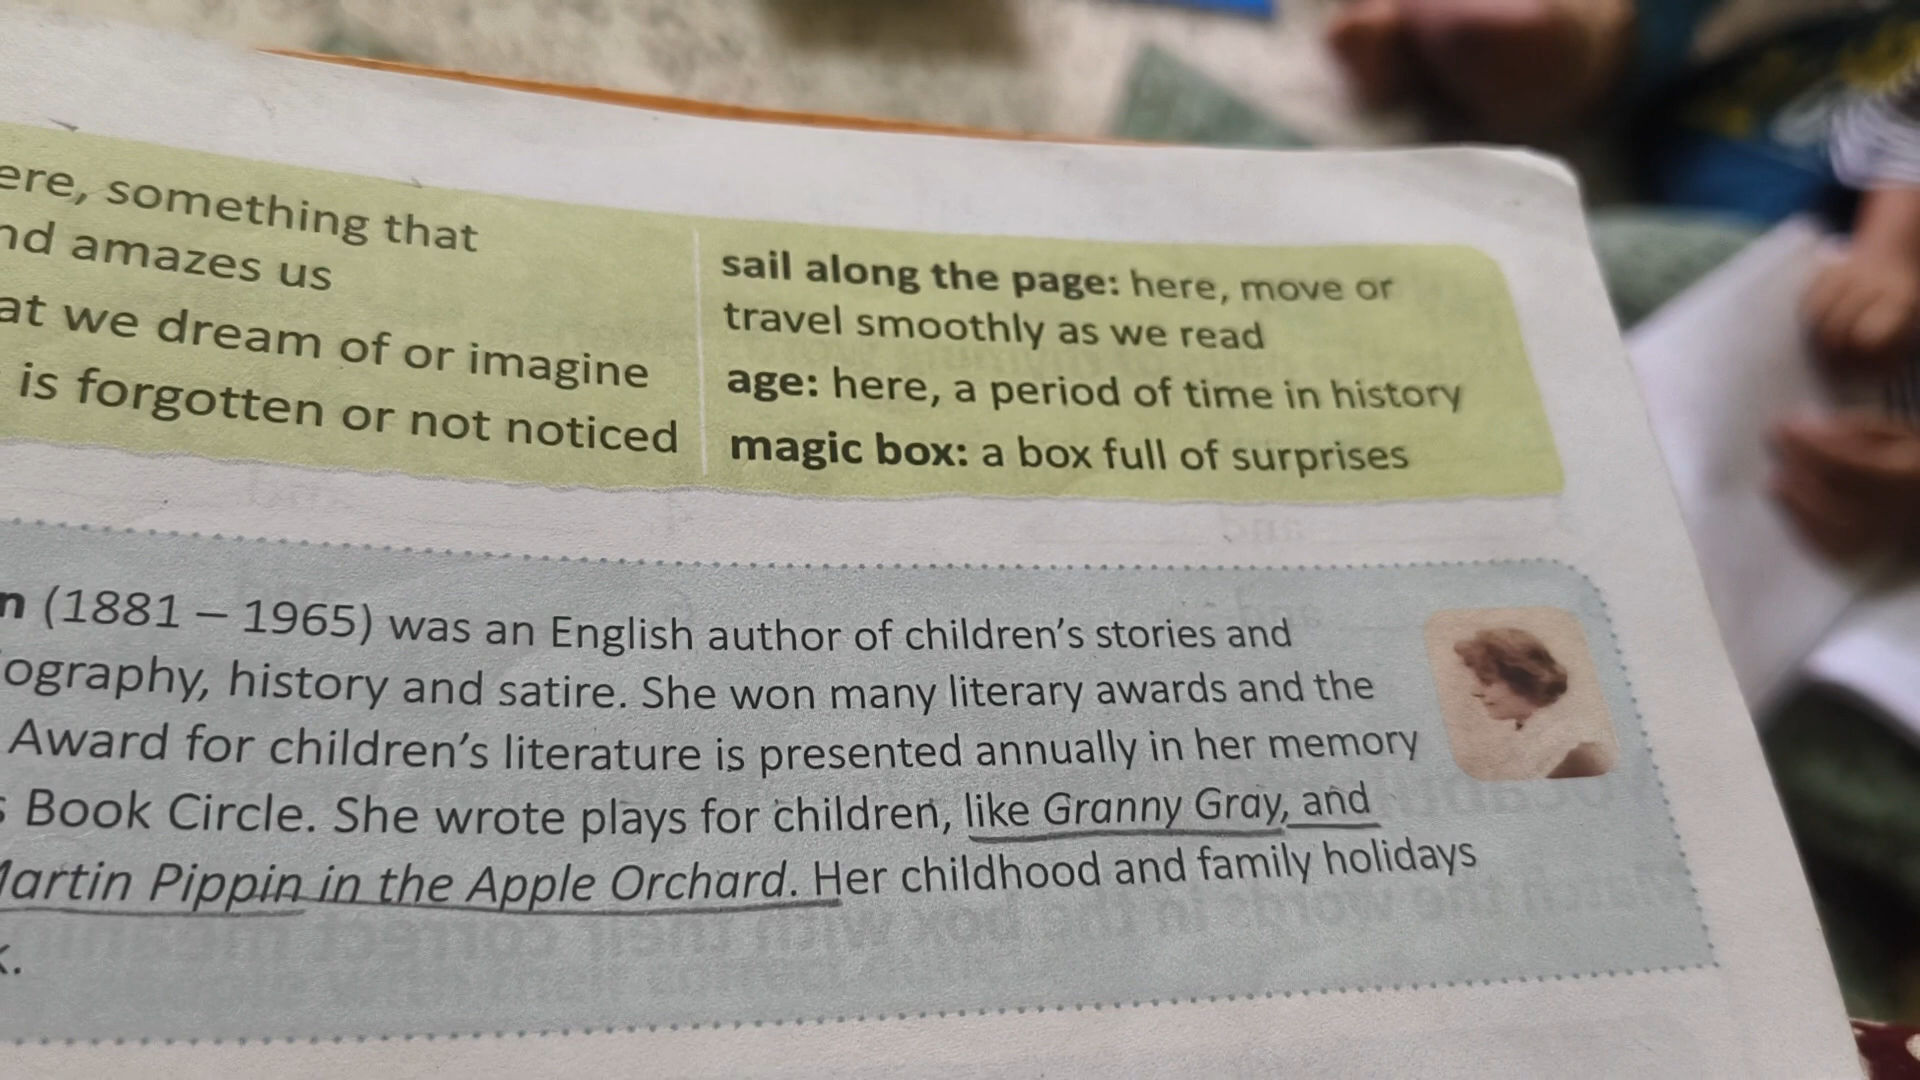 ere, something that
nd amazes us
at we dream of or imagine
is forgotten or not noticed
sail along the page: here, move or
travel smoothly as we read
age: here, a period of time in history
magic box: a box full of surprises
n (1881 – 1965) was an English author of children's stories and
ography, history and satire. She won many literary awards and the
Award for children's literature is presented annually in her memory
s Book Circle. She wrote plays for children, like Granny Gray, and
Martin Pippin in the Apple Orchard. Her childhood and family holidays
k.